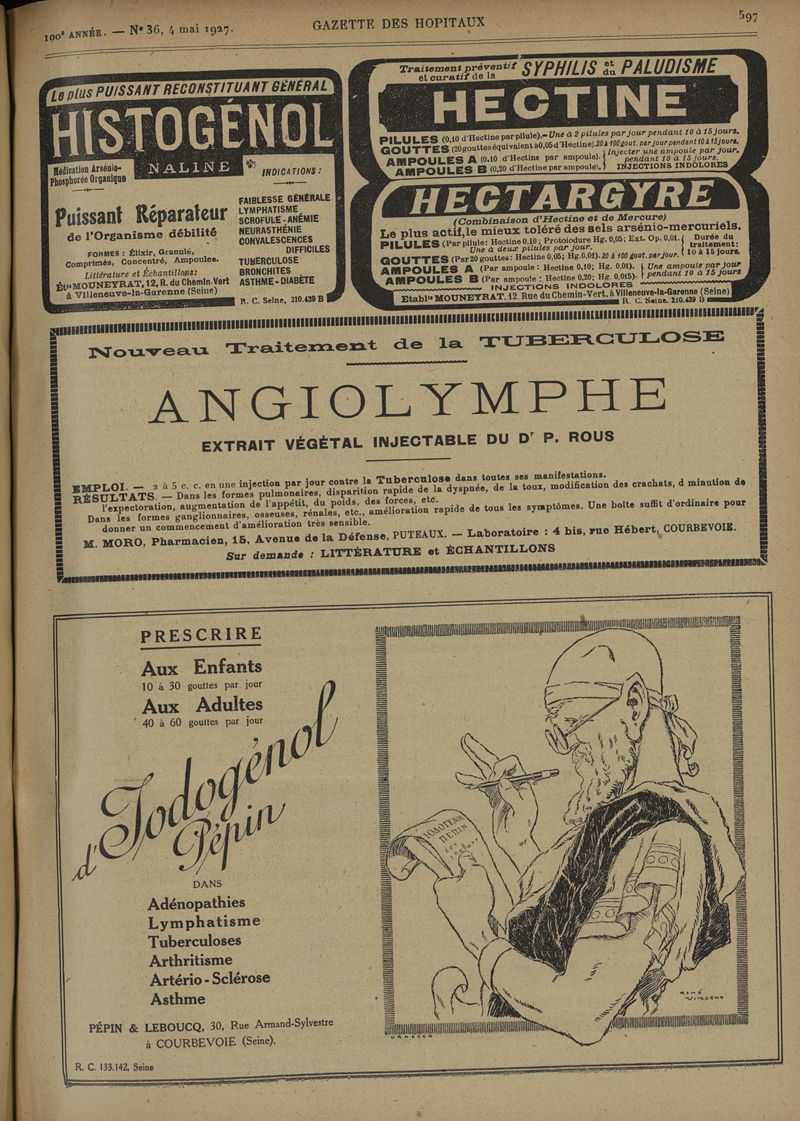 100e ANNÉE. — N° 36, 4 mai 1927.
GAZETTE DES HOPITAUX
597
Le plus PUISSANT RECONSTITUANT GÉNÉRAL
HISTOGÉNOL
Médication Arsénio-
Phosphorée Organique
NALINE
INDICATIONS :
Puissant Réparateur
de l'Organisme débilité
FORMES : Élixir, Granulé,
Comprimés, Concentré, Ampoules.
Littérature et Échantillons:
Éts MOUNEYRAT, 12, R. du Chemin-Vert
à Villeneuve-la-Garenne (Seine)
FAIBLESSE GÉNÉRALE
LYMPHATISME
SCROFULE - ANÉMIE
NEURASTHÉNIE
CONVALESCENCES
DIFFICILES
TUBERCULOSE
BRONCHITES
ASTHME - DIABÈTE
R. C. Seine, 210.439 B
Traitement préventif
et curatif de la
SYPHILIS et du PALUDISME
HECTINE
PILULES (0,10 d'Hectine par pilule).— Une à 2 pilules par jour pendant 10 à 15 jours.
GOUTTES (20 gouttes équivalent à 0,05 d'Hectine). 20 à 100 gout. par jour pendant 10 à 15 jours.
AMPOULES A (0.10 d'Hectine par ampoule). Injecter une ampoule par jour,
AMPOULES B (0,20 d'Hectine par ampoule). pendant 10 à 15 jours.
INJECTIONS INDOLORES
HECTARGYRE
(Combinaison d'Hectine et de Mercure)
Le plus actif, le mieux toléré des sels arsénio-mercuriels.
PILULES (Par pilule: Hectine 0.10; Protoiodure Hg. 0,05; Ext. Op. 0,01.
Une à deux pilules par jour.
GOUTTES (Par 20 gouttes: Hectine 0.05; Hg. 0,01). 20 à 100 gout. par jour.
Durée du
traitement:
10 à 15 jours.
AMPOULES A (Par ampoule: Hectine 0,10; Hg. 0,01).
AMPOULES B (Par ampoule: Hectine 0,20; Hg. 0,015).
Une ampoule par jour
pendant 10 à 15 jours
INJECTIONS INDOLORES
Etablts MOUNEYRAT, 12, Rue du Chemin-Vert, à Villeneuve-la-Garenne (Seine)
R. C. Seine. 210.439 B
Nouveau Traitement de la TUBERCULOSE
ANGIOLYMPHE
EXTRAIT VÉGÉTAL INJECTABLE DU Dr P. ROUS
EMPLOI. — 2 à 5 c. c. en une injection par jour contre la Tuberculose dans toutes ses manifestations.
RÉSULTATS. — Dans les formes pulmonaires, disparition rapide de la dyspnée, de la toux, modification des crachats, d minution de
l'expectoration, augmentation de l'appétit, du poids, des forces, etc.
Dans les formes ganglionnaires, osseuses, rénales, etc., amélioration rapide de tous les symptômes. Une boîte suffit d'ordinaire pour
donner un commencement d'amélioration très sensible.
M. MORO, Pharmacien, 15, Avenue de la Défense, PUTEAUX. — Laboratoire : 4 bis, rue Hébert, COURBEVOIE.
Sur demande : LITTÉRATURE et ÉCHANTILLONS
PRESCRIRE
Aux Enfants
10 à 30 gouttes par jour
Aux Adultes
40 à 60 gouttes par jour
d'Iodogénol
Pépin
DANS
Adénopathies
Lymphatisme
Tuberculoses
Arthritisme
Artério-Sclérose
Asthme
PÉPIN & LEBOUCQ, 30, Rue Armand-Sylvestre
à COURBEVOIE (Seine).
R. C. 133.142, Seine
IODOGENOL
PEPIN
RENÉ
VINCENT
DRAEGER